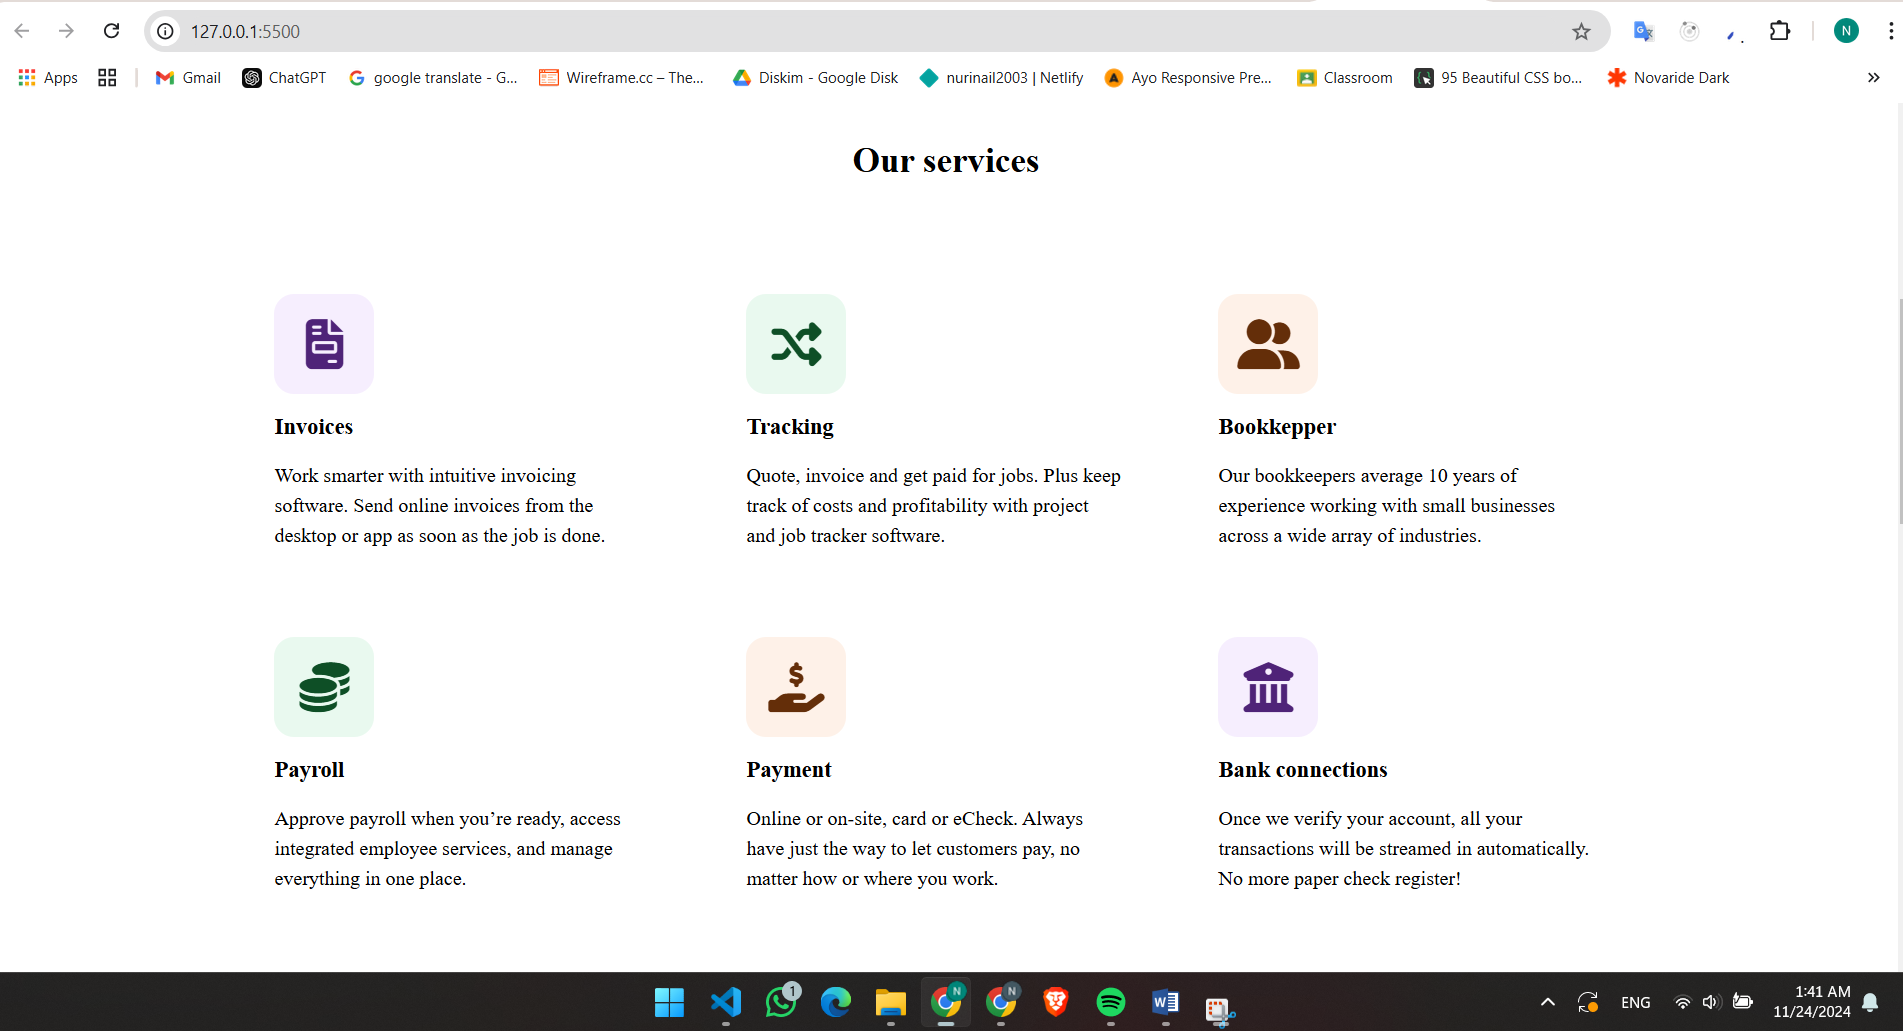 127.0.0.1:5500
N
Apps
Gmail
ChatGPT
google translate - G...
Wireframe.cc – The...
Diskim - Google Disk
nurinail2003 | Netlify
Ayo Responsive Pre...
Classroom
95 Beautiful CSS bo...
Novaride Dark
Our services
Invoices
Work smarter with intuitive invoicing
software. Send online invoices from the
desktop or app as soon as the job is done.
Tracking
Quote, invoice and get paid for jobs. Plus keep
track of costs and profitability with project
and job tracker software.
Bookkepper
Our bookkeepers average 10 years of
experience working with small businesses
across a wide array of industries.
Payroll
Approve payroll when you’re ready, access
integrated employee services, and manage
everything in one place.
$
Payment
Online or on-site, card or eCheck. Always
have just the way to let customers pay, no
matter how or where you work.
Bank connections
Once we verify your account, all your
transactions will be streamed in automatically.
No more paper check register!
1
N
N
W
ENG
1:41 AM
11/24/2024